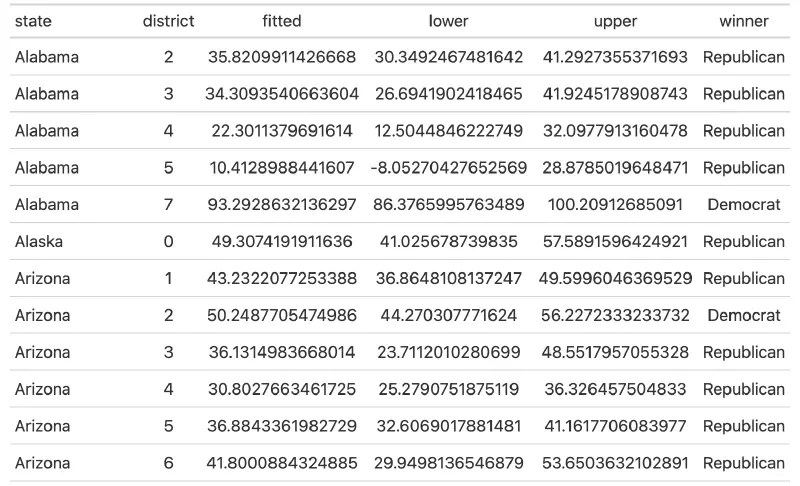 state district fitted lower upper winner
Alabama 2 35.8209911426668 30.3492467481642 41.2927355371693 Republican
Alabama 3 34.3093540663604 26.6941902418465 41.9245178908743 Republican
Alabama 4 22.3011379691614 12.5044846222749 32.0977913160478 Republican
Alabama 5 10.4128988441607 -8.05270427652569 28.8785019648471 Republican
Alabama 7 93.2928632136297 86.3765995763489 100.20912685091 Democrat
Alaska 0 49.3074191911636 41.025678739835 57.5891596424921 Republican
Arizona 1 43.2322077253388 36.8648108137247 49.5996046369529 Republican
Arizona 2 50.2487705474986 44.270307771624 56.2272333233732 Democrat
Arizona 3 36.1314983668014 23.7112010280699 48.5517957055328 Republican
Arizona 4 30.8027663461725 25.2790751875119 36.326457504833 Republican
Arizona 5 36.8843361982729 32.6069017881481 41.1617706083977 Republican
Arizona 6 41.8000884324885 29.9498136546879 53.6503632102891 Republican